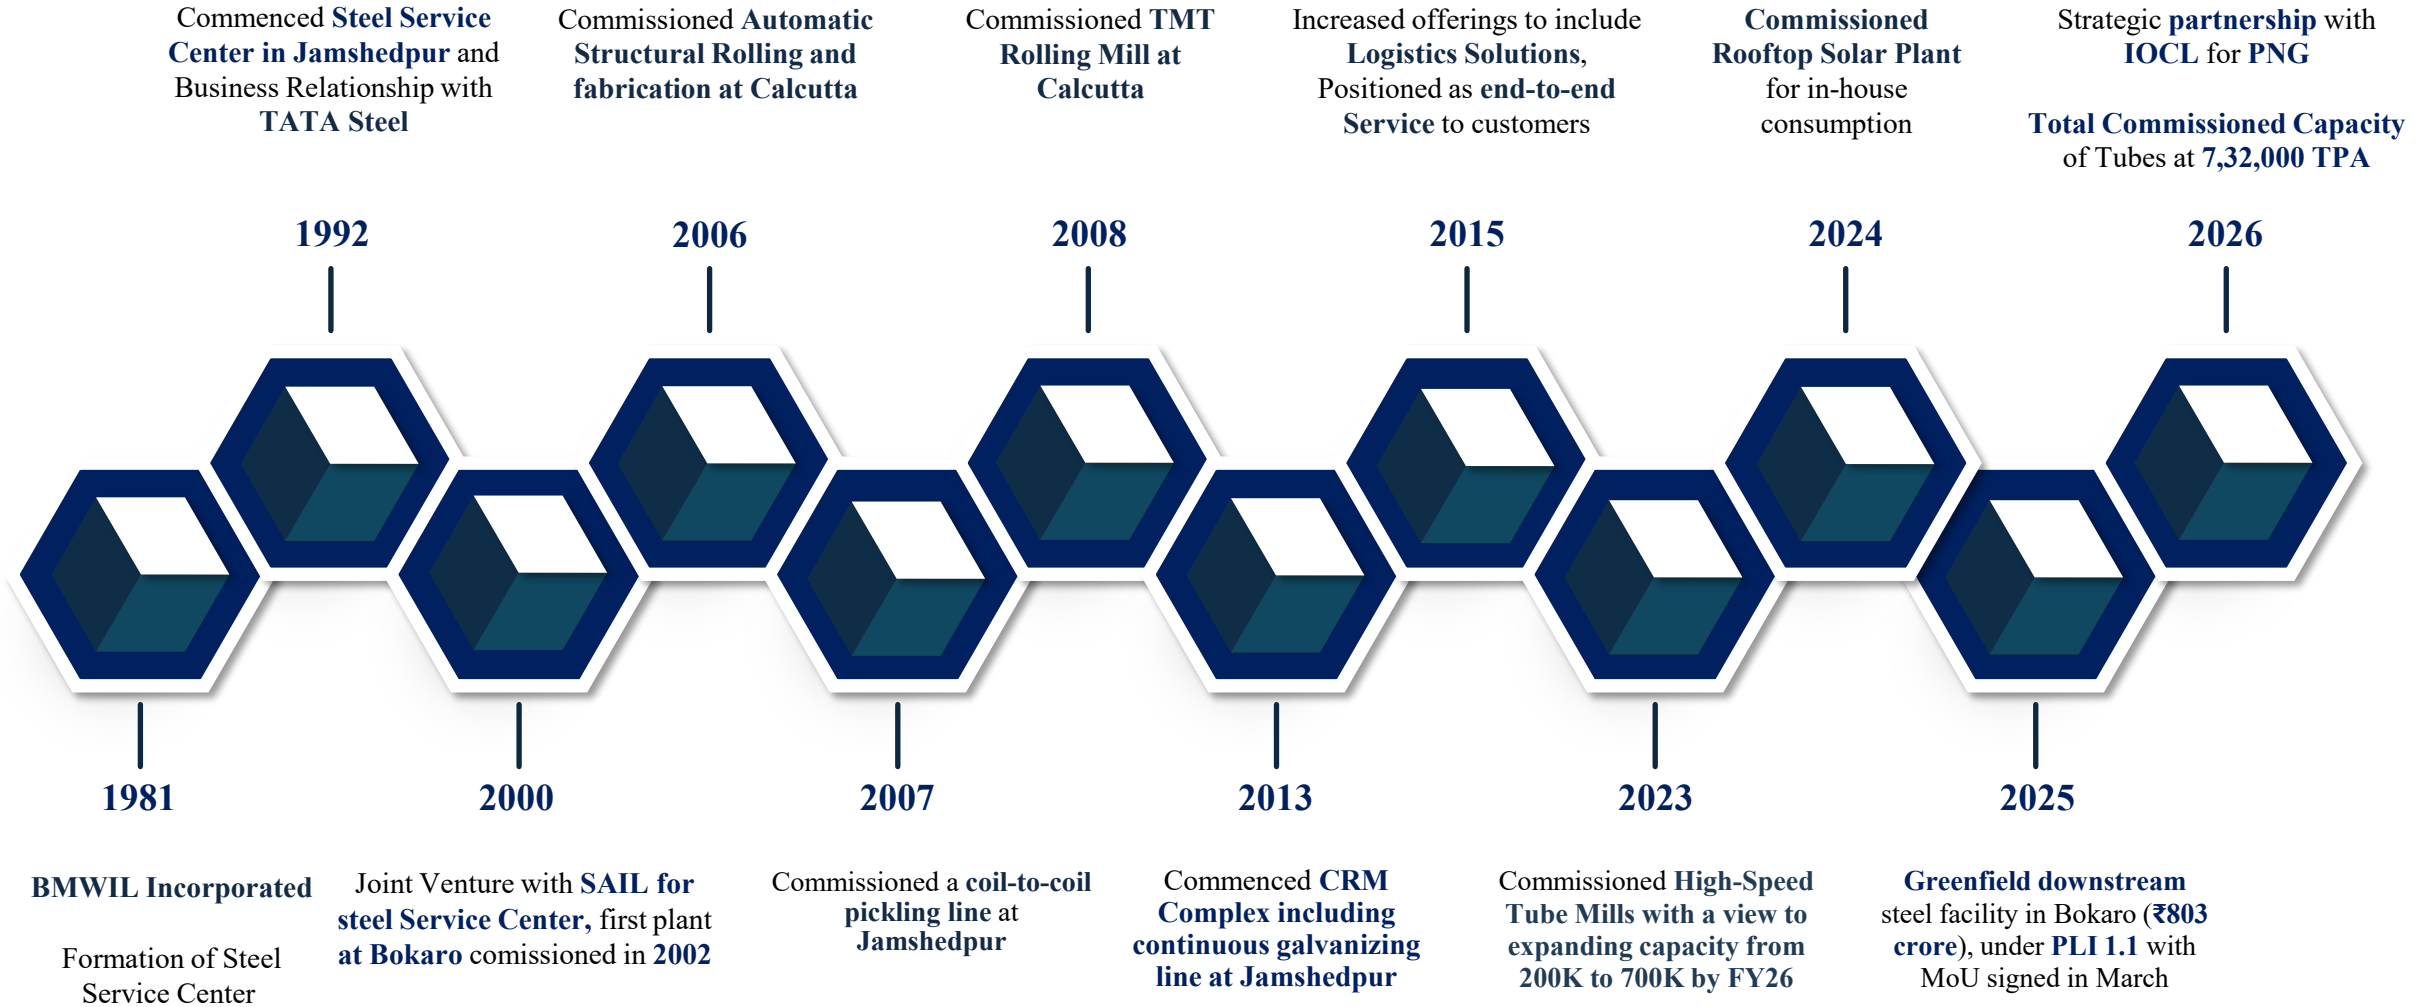 Commenced Steel Service
Center in Jamshedpur and
Business Relationship with
TATA Steel
Commissioned Automatic
Structural Rolling and
fabrication at Calcutta
Commissioned TMT
Rolling Mill at
Calcutta
Increased offerings to include
Logistics Solutions,
Positioned as end-to-end
Service to customers
Commissioned
Rooftop Solar Plant
for in-house
consumption
Strategic partnership with
IOCL for PNG
Total Commissioned Capacity
of Tubes at 7,32,000 TPA
1992
2006
2008
2015
2024
2026
1981
2000
2007
2013
2023
2025
BMWIL Incorporated
Formation of Steel
Service Center
Joint Venture with SAIL for
steel Service Center, first plant
at Bokaro comissioned in 2002
Commissioned a coil-to-coil
pickling line at
Jamshedpur
Commenced CRM
Complex including
continuous galvanizing
line at Jamshedpur
Commissioned High-Speed
Tube Mills with a view to
expanding capacity from
200K to 700K by FY26
Greenfield downstream
steel facility in Bokaro (₹803
crore), under PLI 1.1 with
MoU signed in March